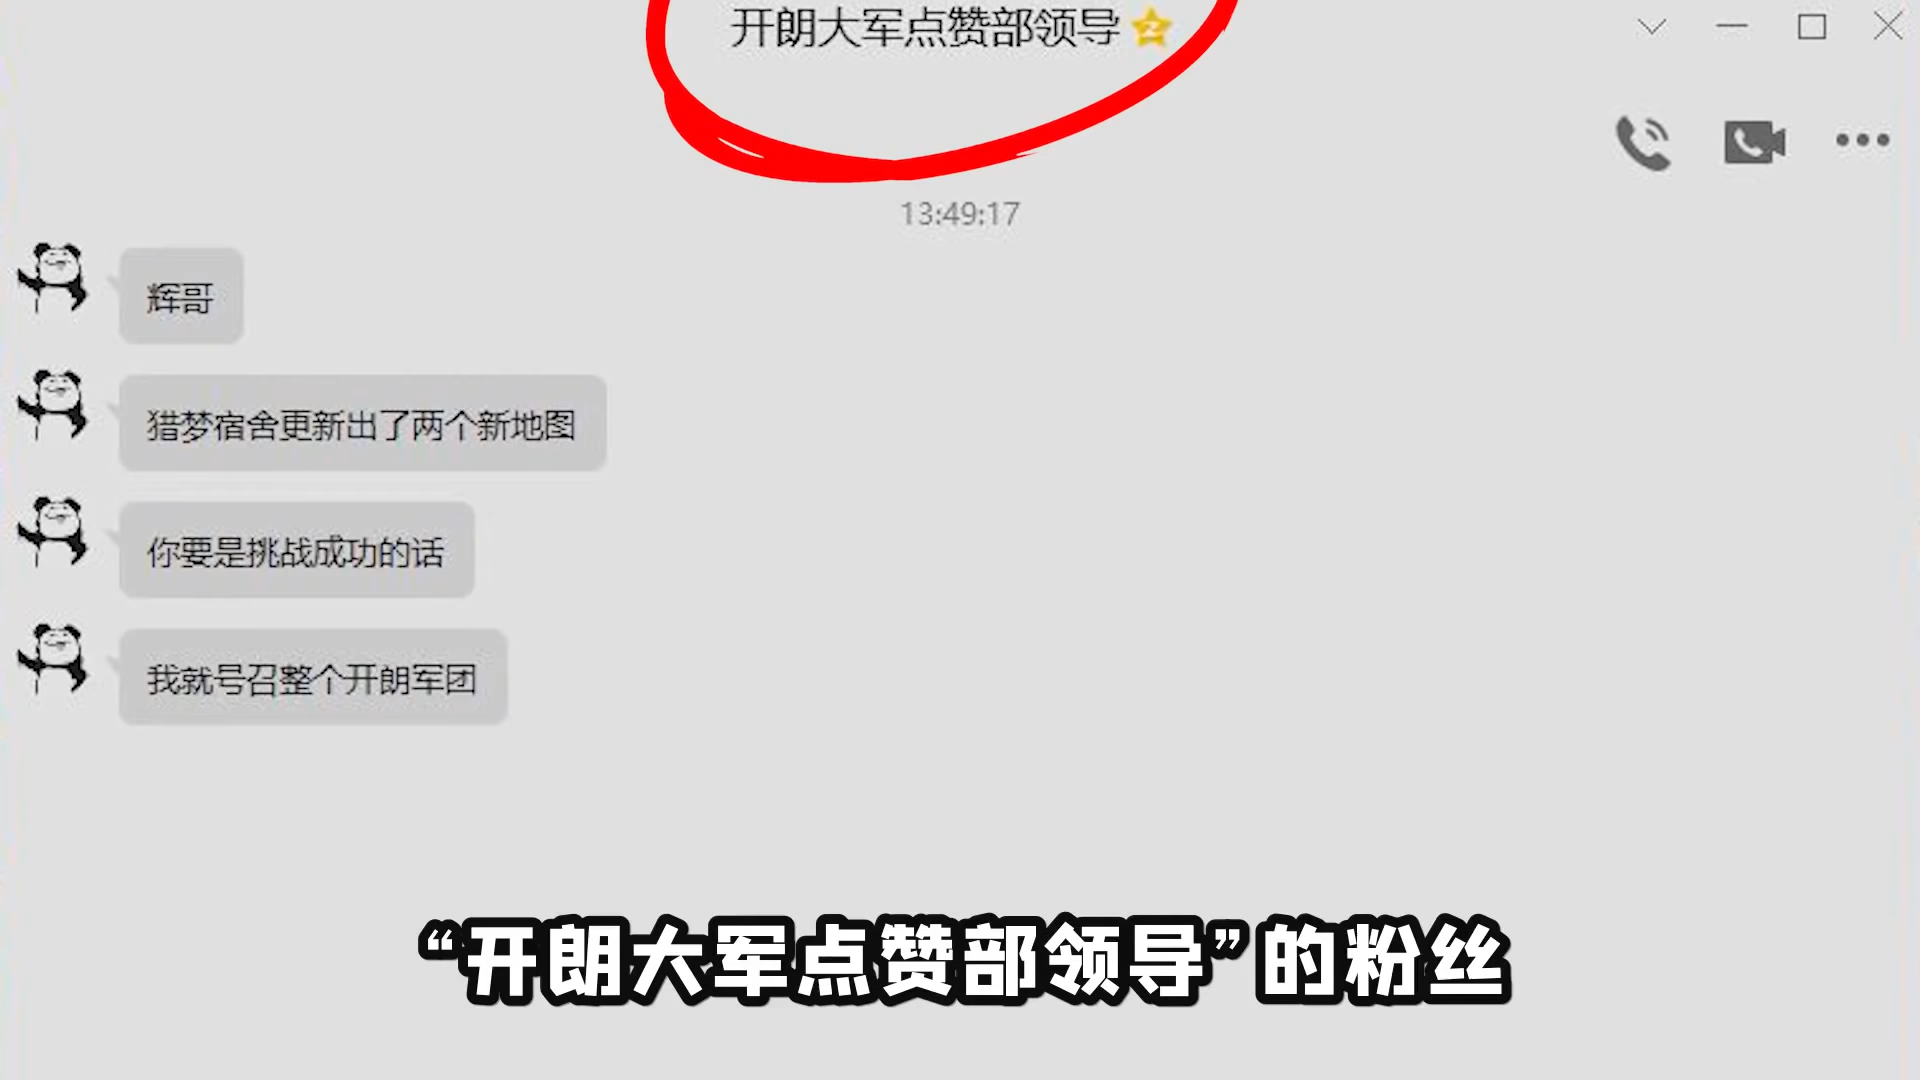 开朗大军点赞部领导
13:49:17
辉哥
猎梦宿舍更新出了两个新地图
你要是挑战成功的话
我就号召整个开朗军团
“开朗大军点赞部领导”的粉丝